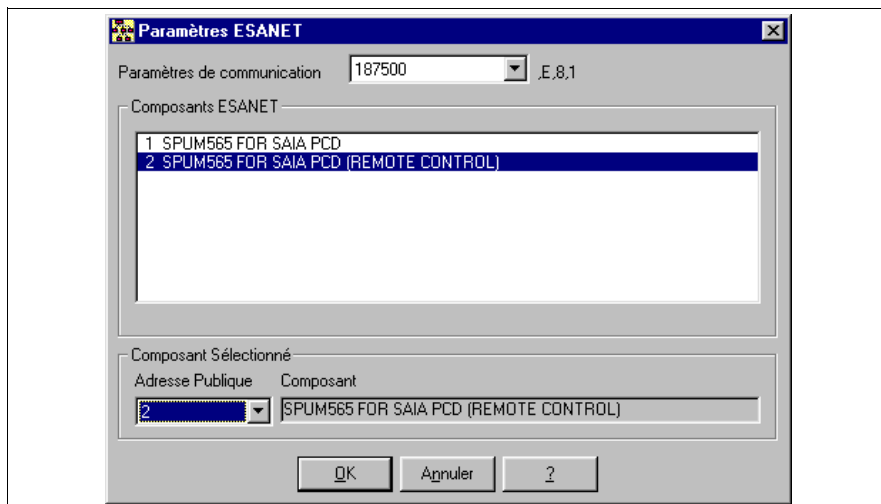 Paramètres ESANET
Paramètres de communication 187500 ,E,8,1
Composants ESANET
1 SPUM565 FOR SAIA PCD
2 SPUM565 FOR SAIA PCD (REMOTE CONTROL)
Composant Sélectionné
Adresse Publique Composant
2 SPUM565 FOR SAIA PCD (REMOTE CONTROL)
OK Annuler ?